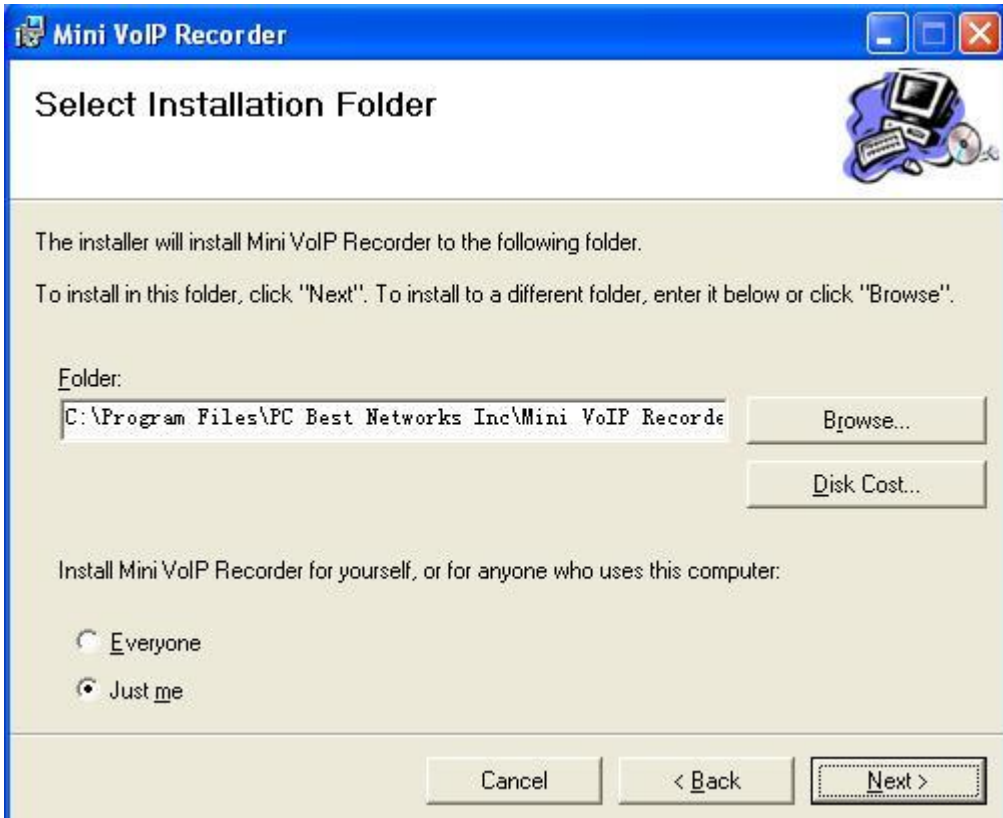 Mini VoIP Recorder
Select Installation Folder
The installer will install Mini VoIP Recorder to the following folder.
To install in this folder, click "Next". To install to a different folder, enter it below or click "Browse".
Folder:
C:\Program Files\PC Best Networks Inc\Mini VoIP Recorde
Browse...
Disk Cost...
Install Mini VoIP Recorder for yourself, or for anyone who uses this computer:
Everyone
Just me
Cancel
< Back
Next >